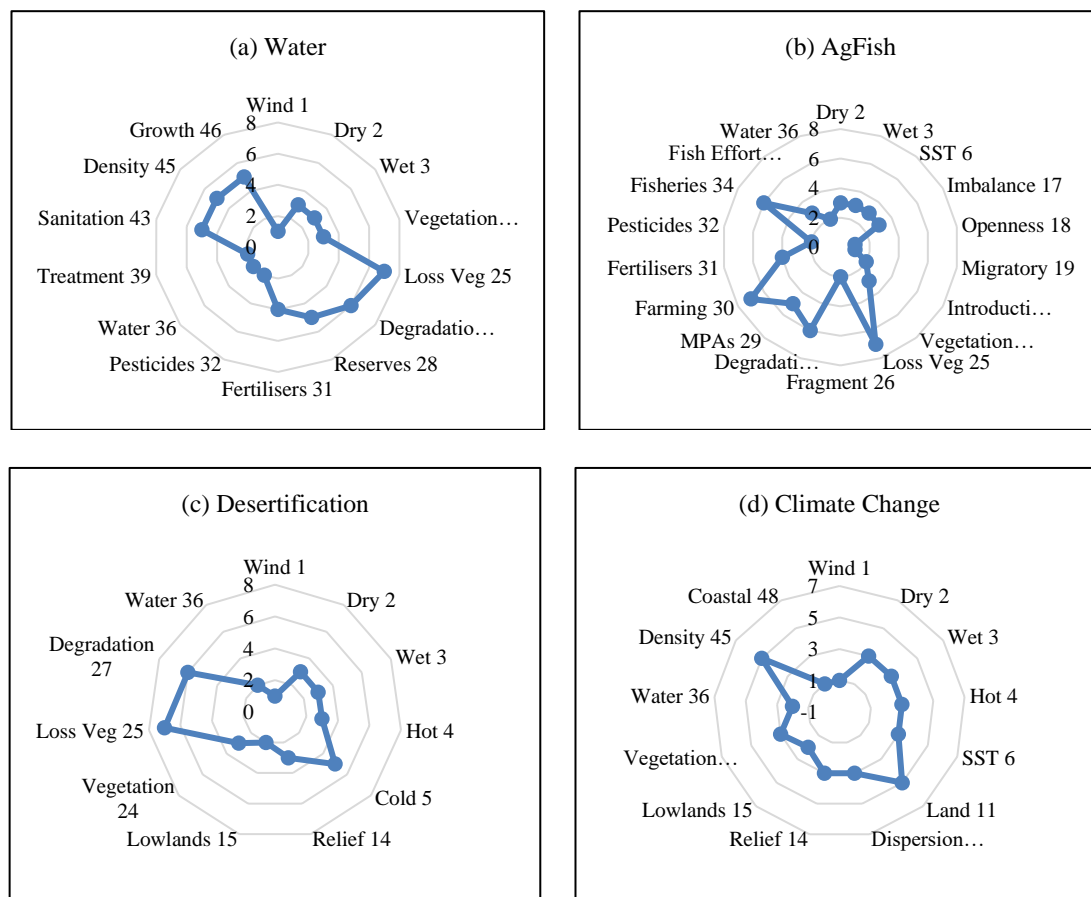 (a) Water
Wind 1
Growth 46
Dry 2
Density 45
Wet 3
Sanitation 43
Vegetation…
Treatment 39
Loss Veg 25
Water 36
Degradatio…
Pesticides 32
Reserves 28
Fertilisers 31
8
6
4
2
0
(b) AgFish
Dry 2
Water 36
Wet 3
Fish Effort…
SST 6
Fisheries 34
Imbalance 17
Pesticides 32
Openness 18
Fertilisers 31
Migratory 19
Farming 30
Introducti…
MPAs 29
Vegetation…
Degradati…
Loss Veg 25
Fragment 26
8
6
4
2
0
(c) Desertification
Wind 1
Water 36
Dry 2
Degradation
27
Wet 3
Loss Veg 25
Hot 4
Vegetation
24
Cold 5
Lowlands 15
Relief 14
8
6
4
2
0
(d) Climate Change
Wind 1
Coastal 48
Dry 2
Density 45
Wet 3
Water 36
Hot 4
Vegetation…
SST 6
Lowlands 15
Land 11
Relief 14
Dispersion…
7
5
3
1
-1